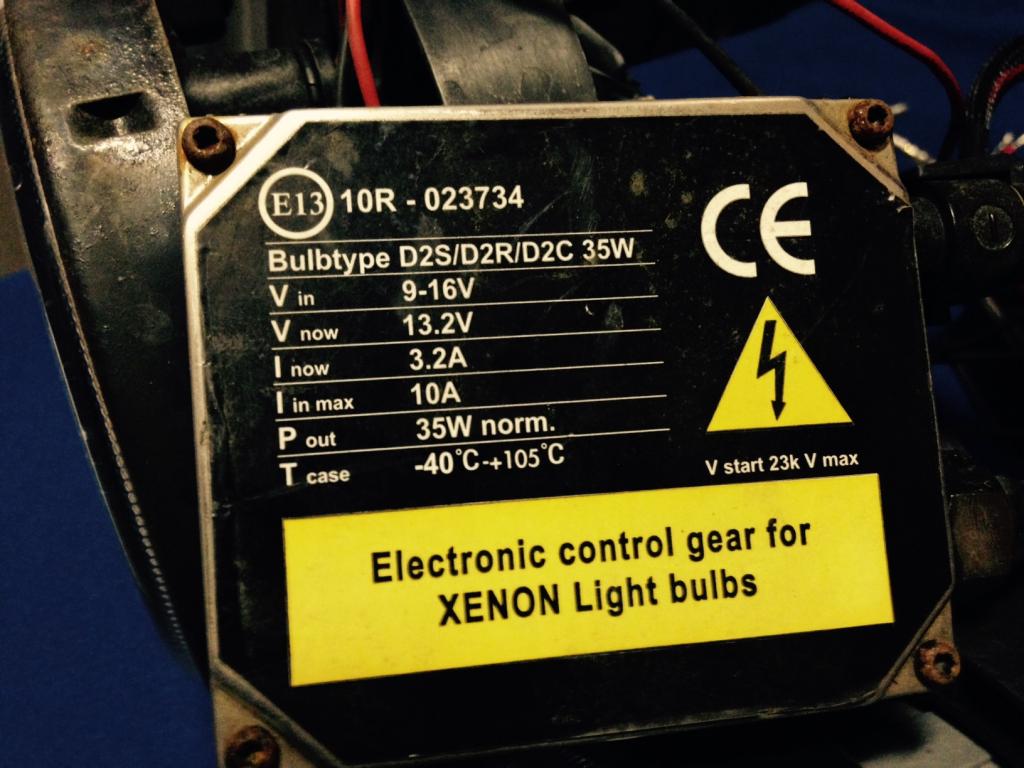 E13 10R - 023734
CE
Bulbtype D2S/D2R/D2C 35W
V in 9-16V
V now 13.2V
I now 3.2A
I in max 10A
P out 35W norm.
T case -40°C-+105°C
V start 23k V max
Electronic control gear for
XENON Light bulbs